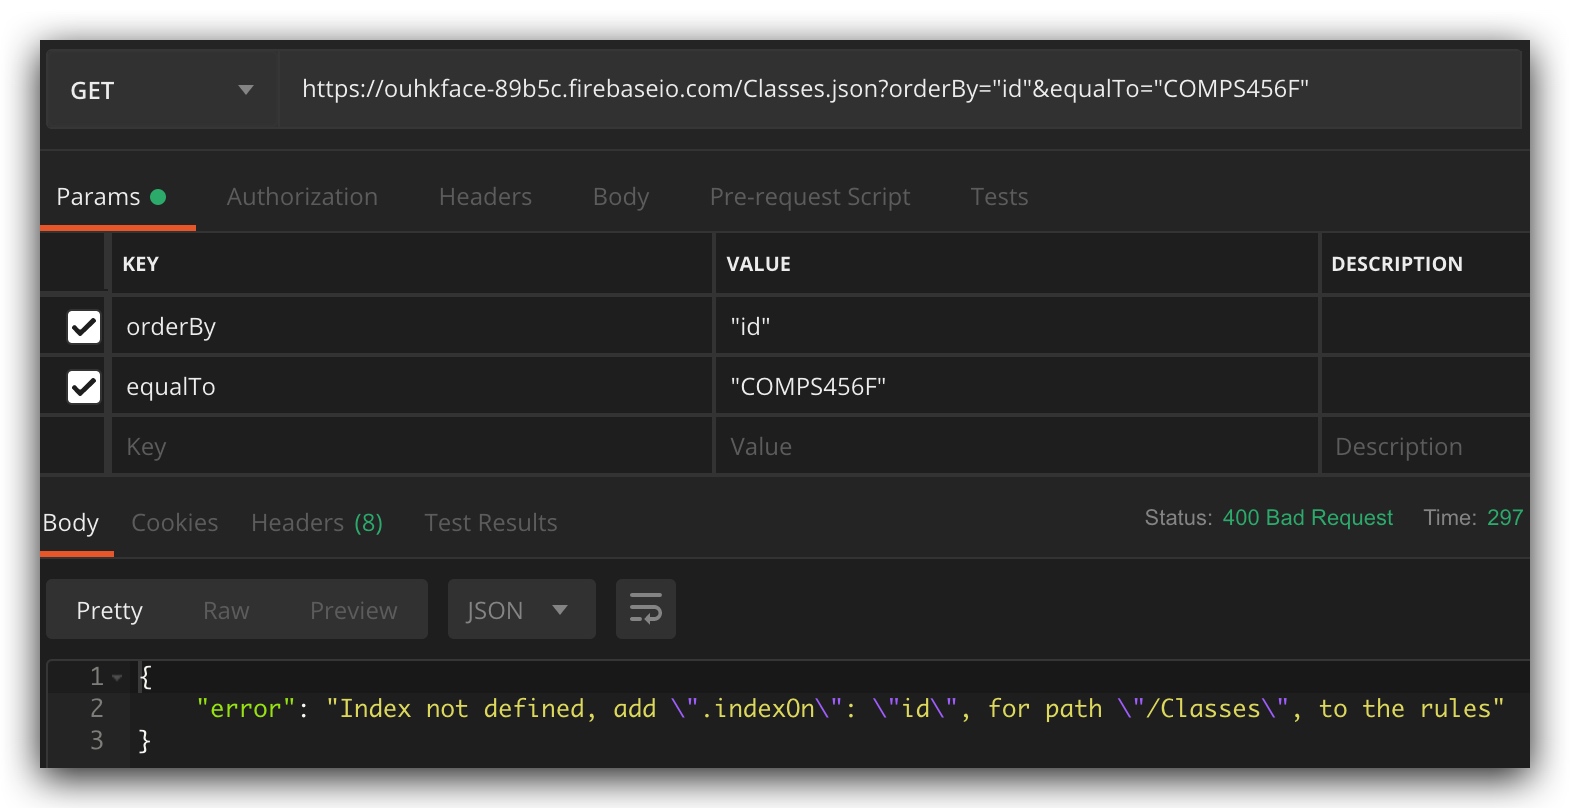 GET https://ouhkface-89b5c.firebaseio.com/Classes.json?orderBy="id"&equalTo="COMPS456F"
Params Authorization Headers Body Pre-request Script Tests
KEY VALUE DESCRIPTION
orderBy "id"
equalTo "COMPS456F"
Key Value Description
Body Cookies Headers (8) Test Results Status: 400 Bad Request Time: 297
Pretty Raw Preview JSON
1 {
2 "error": "Index not defined, add \".indexOn\": \"id\", for path \"/Classes\", to the rules"
3 }